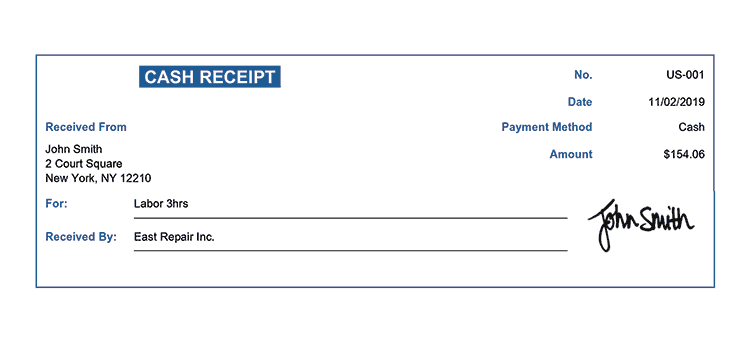 CASH RECEIPT
No. US-001
Date 11/02/2019
Received From
Payment Method Cash
John Smith
2 Court Square
New York, NY 12210
Amount $154.06
For: Labor 3hrs
John Smith
Received By: East Repair Inc.